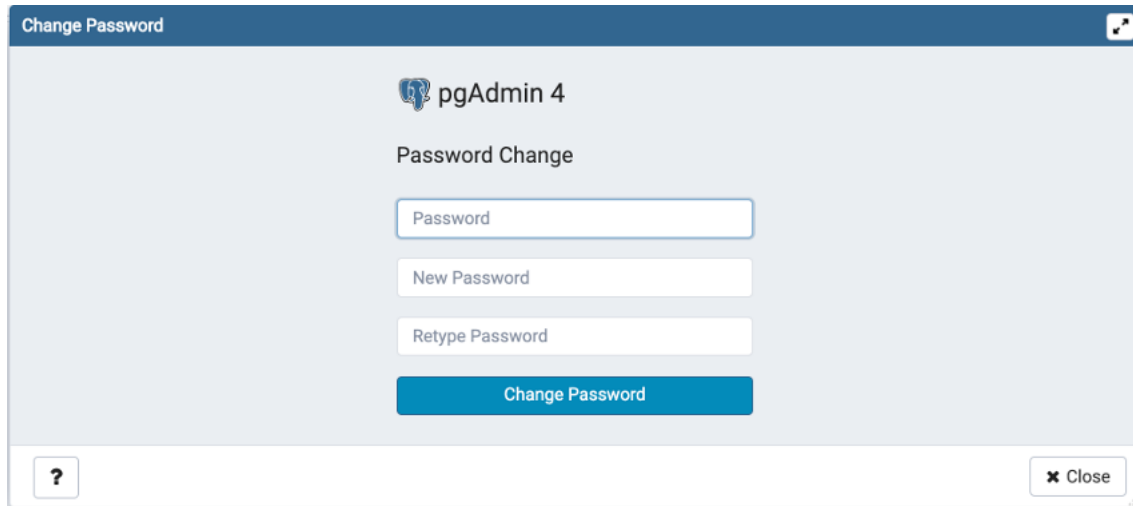 Change Password
pgAdmin 4
Password Change
Password
New Password
Retype Password
Change Password
?
✖ Close